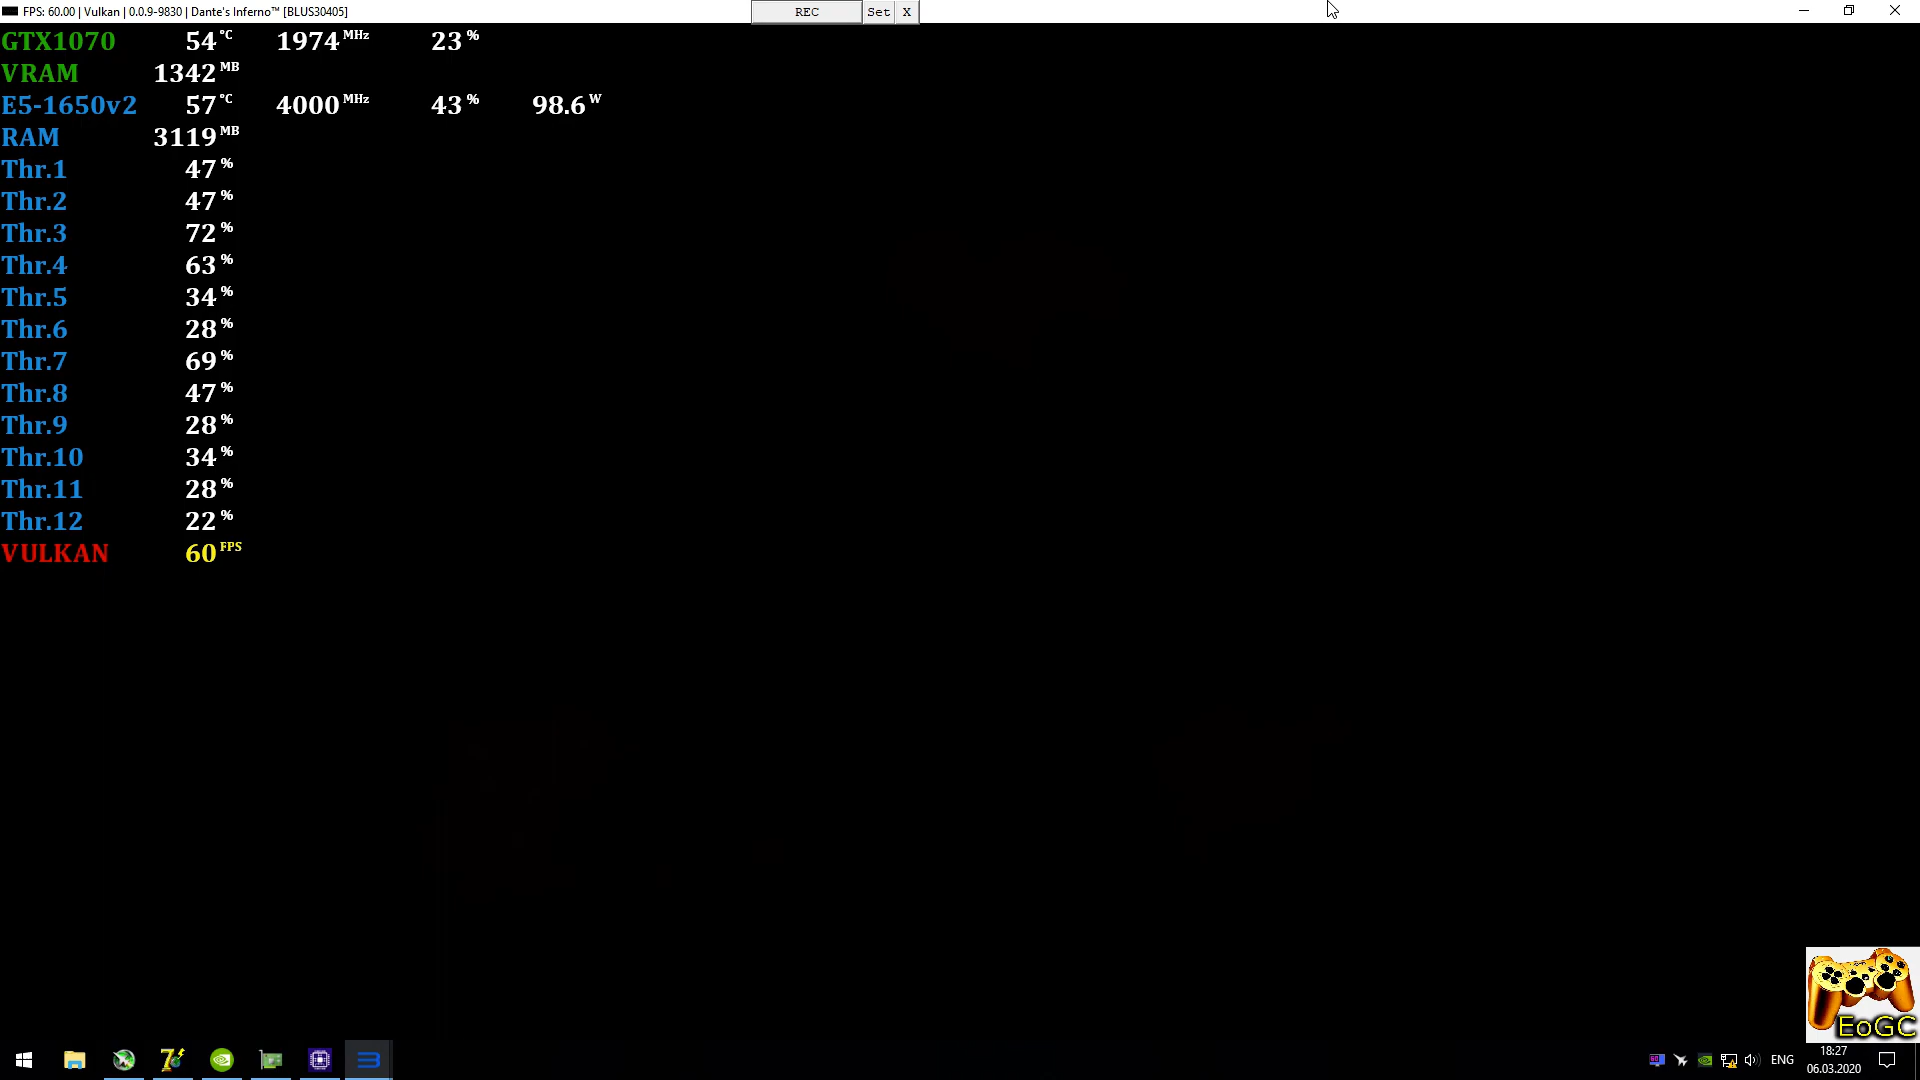 FPS: 60.00 | Vulkan | 0.0.9-9830 | Dante's Inferno™ [BLUS30405]
REC Set X
GTX1070 54 °C 1974 MHz 23 %
VRAM 1342 MB
E5-1650v2 57 °C 4000 MHz 43 % 98.6 W
RAM 3119 MB
Thr.1 47 %
Thr.2 47 %
Thr.3 72 %
Thr.4 63 %
Thr.5 34 %
Thr.6 28 %
Thr.7 69 %
Thr.8 47 %
Thr.9 28 %
Thr.10 34 %
Thr.11 28 %
Thr.12 22 %
VULKAN 60 FPS
EoGC
ENG
18:27
06.03.2020